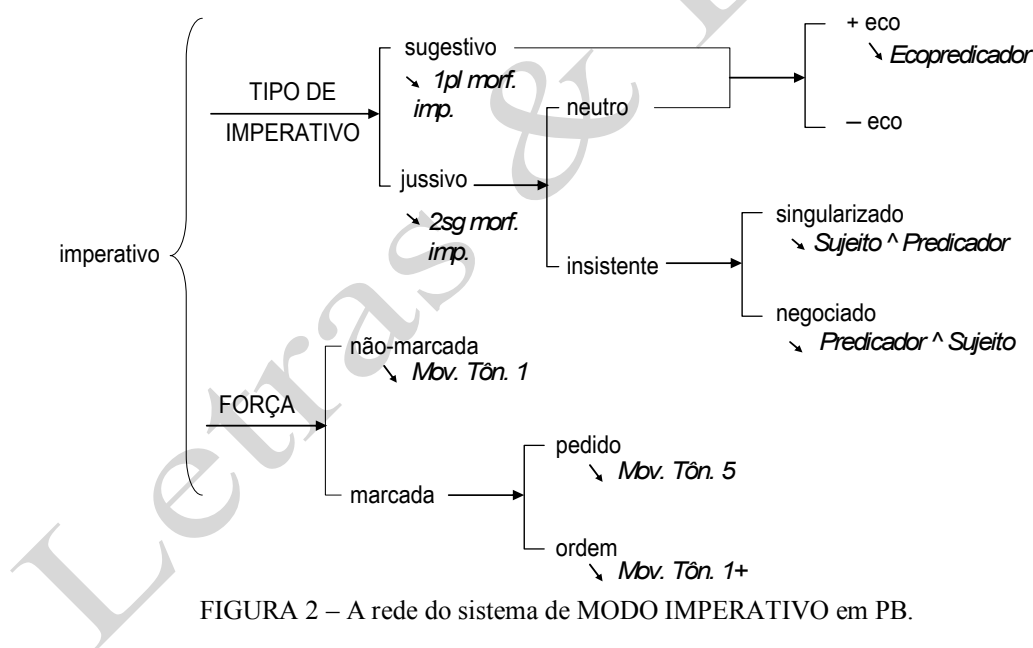 + eco
Ecopredicador
sugestivo
1pl morf.
imp.
TIPO DE
IMPERATIVO
neutro
– eco
jussivo
2sg morf.
imp.
singularizado
Sujeito ^ Predicador
imperativo
insistente
negociado
Predicador ^ Sujeito
não-marcada
Mov. Tôn. 1
FORÇA
pedido
Mov. Tôn. 5
marcada
ordem
Mov. Tôn. 1+
FIGURA 2 – A rede do sistema de MODO IMPERATIVO em PB.
Letras &